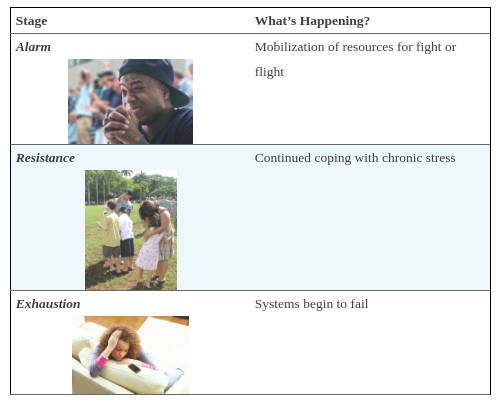 Stage What’s Happening?
Alarm Mobilization of resources for fight or
flight
Resistance Continued coping with chronic stress
Exhaustion Systems begin to fail